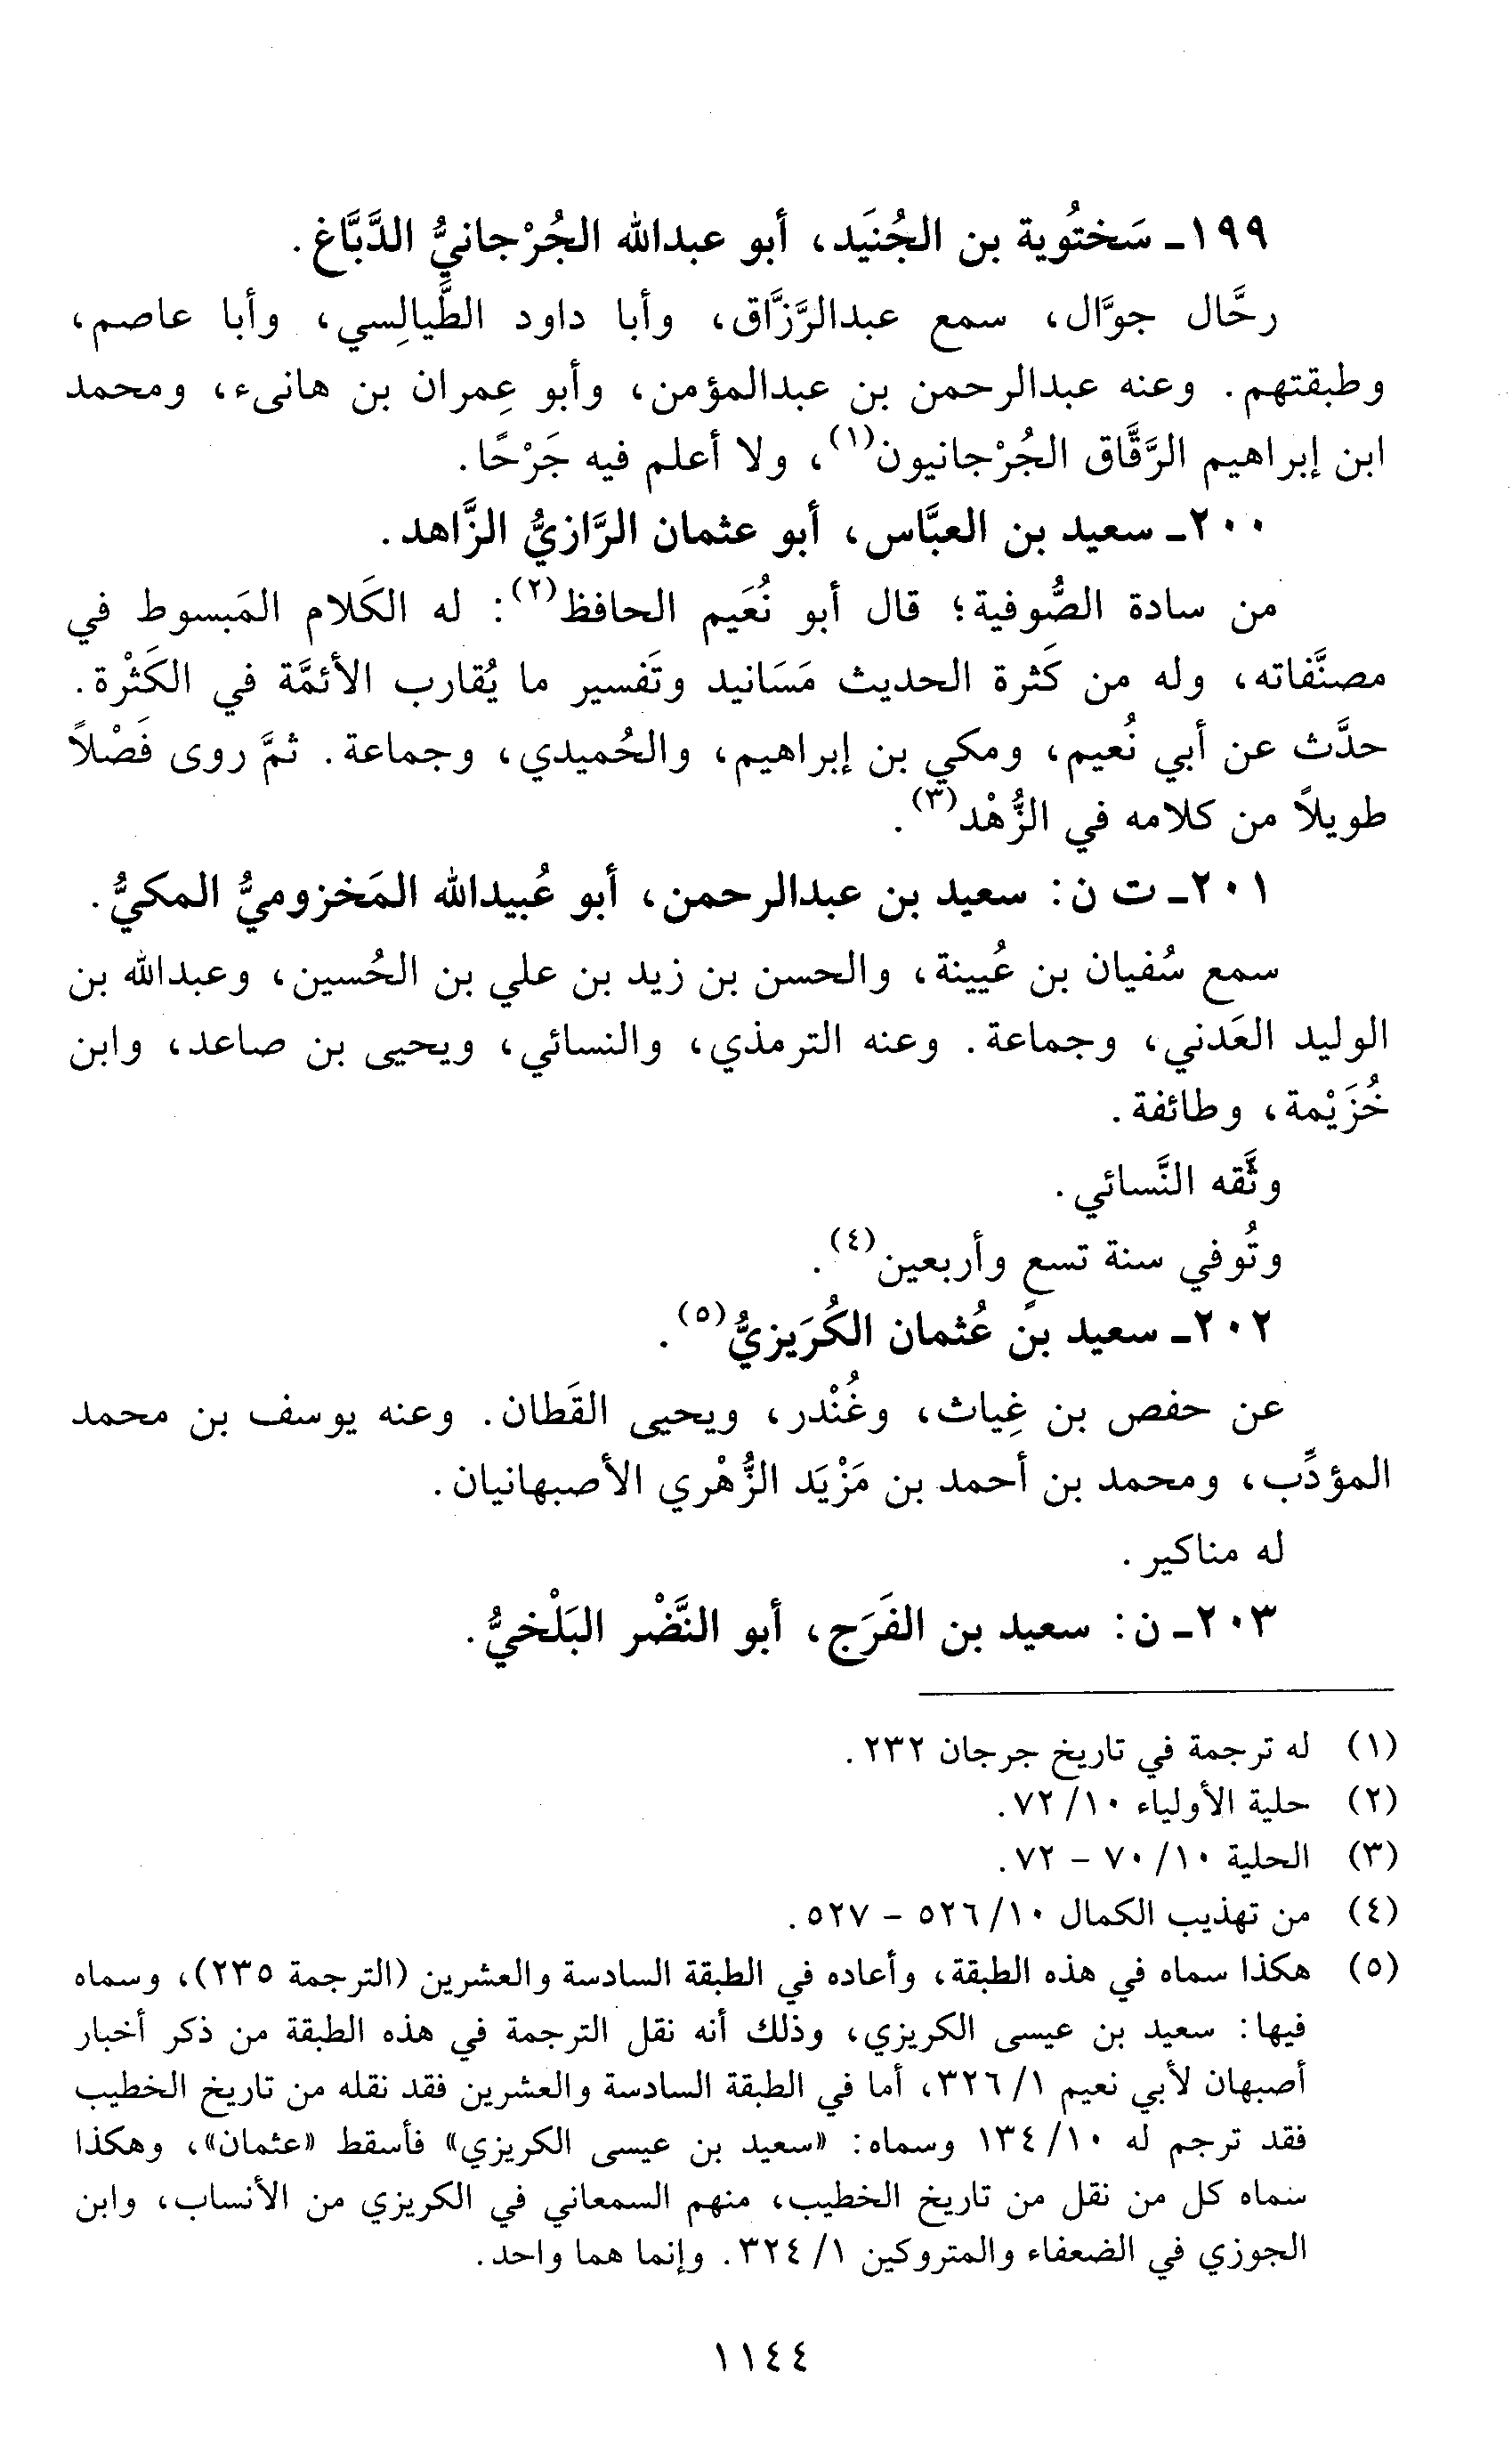 ١٩٩ـ سَختُوية بن الجُنَيد، أبو عبدالله الجُرْجانيُّ الدَّبَّاغ.
رحَّال جوَّال، سمع عبدالرَّزَّاق، وأبا داود الطَّيالِسي، وأبا عاصم،
وطبقتهم. وعنه عبدالرحمن بن عبدالمؤمن، وأبو عِمران بن هانىء، ومحمد
ابن إبراهيم الرَّقَّاق الجُرْجانيون(١)، ولا أعلم فيه جَرْحًا.
٢٠٠ـ سعيد بن العبَّاس، أبو عثمان الرَّازيُّ الزَّاهد.
من سادة الصُّوفية؛ قال أبو نُعَيم الحافظ(٢): له الكَلام المَبسوط في
مصنَّفاته، وله من كَثرة الحديث مَسَانيد وتَفسير ما يُقارب الأئمَّة في الكَثْرة.
حدَّث عن أبي نُعيم، ومكي بن إبراهيم، والحُميدي، وجماعة. ثمَّ روى فَصْلاً
طويلاً من كلامه في الزُّهْد(٣).
٢٠١ـ ت ن: سعيد بن عبدالرحمن، أبو عُبيدالله المَخزوميُّ المكيُّ.
سمع سُفيان بن عُيينة، والحسن بن زيد بن علي بن الحُسين، وعبدالله بن
الوليد العَدني، وجماعة. وعنه الترمذي، والنسائي، ويحيى بن صاعد، وابن
خُزَيْمة، وطائفة.
وثَّقه النَّسائي.
وتُوفي سنة تسعٍ وأربعين(٤).
٢٠٢ـ سعيد بن عُثمان الكُرَيزيُّ(٥).
عن حفص بن غِياث، وغُنْدر، ويحيى القَطان. وعنه يوسف بن محمد
المؤدِّب، ومحمد بن أحمد بن مَزْيَد الزُّهْري الأصبهانيان.
له مناكير.
٢٠٣ـ ن: سعيد بن الفَرَج، أبو النَّضْر البَلْخيُّ.
(١) له ترجمة في تاريخ جرجان ٢٣٢.
(٢) حلية الأولياء ١٠/ ٧٢.
(٣) الحلية ١٠/ ٧٠ - ٧٢.
(٤) من تهذيب الكمال ١٠/ ٥٢٦ - ٥٢٧.
(٥) هكذا سماه في هذه الطبقة، وأعاده في الطبقة السادسة والعشرين (الترجمة ٢٣٥)، وسماه
فيها: سعيد بن عيسى الكريزي، وذلك أنه نقل الترجمة في هذه الطبقة من ذكر أخبار
أصبهان لأبي نعيم ١/ ٣٢٦، أما في الطبقة السادسة والعشرين فقد نقله من تاريخ الخطيب
فقد ترجم له ١٠/ ١٣٤ وسماه: «سعيد بن عيسى الكريزي» فأسقط «عثمان»، وهكذا
سماه كل من نقل من تاريخ الخطيب، منهم السمعاني في الكريزي من الأنساب، وابن
الجوزي في الضعفاء والمتروكين ١/ ٣٢٤. وإنما هما واحد.
١١٤٤